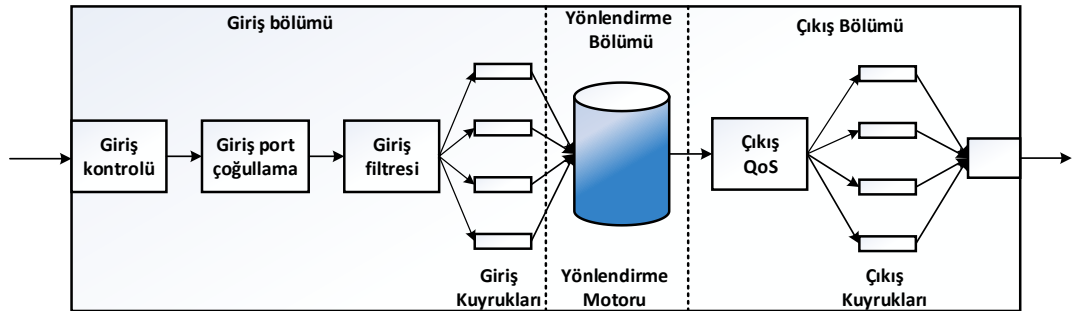 Giriş bölümü
Yönlendirme
Bölümü
Çıkış Bölümü
Giriş
kontrolü
Giriş port
çoğullama
Giriş
filtresi
Çıkış
QoS
Giriş
Kuyrukları
Yönlendirme
Motoru
Çıkış
Kuyrukları